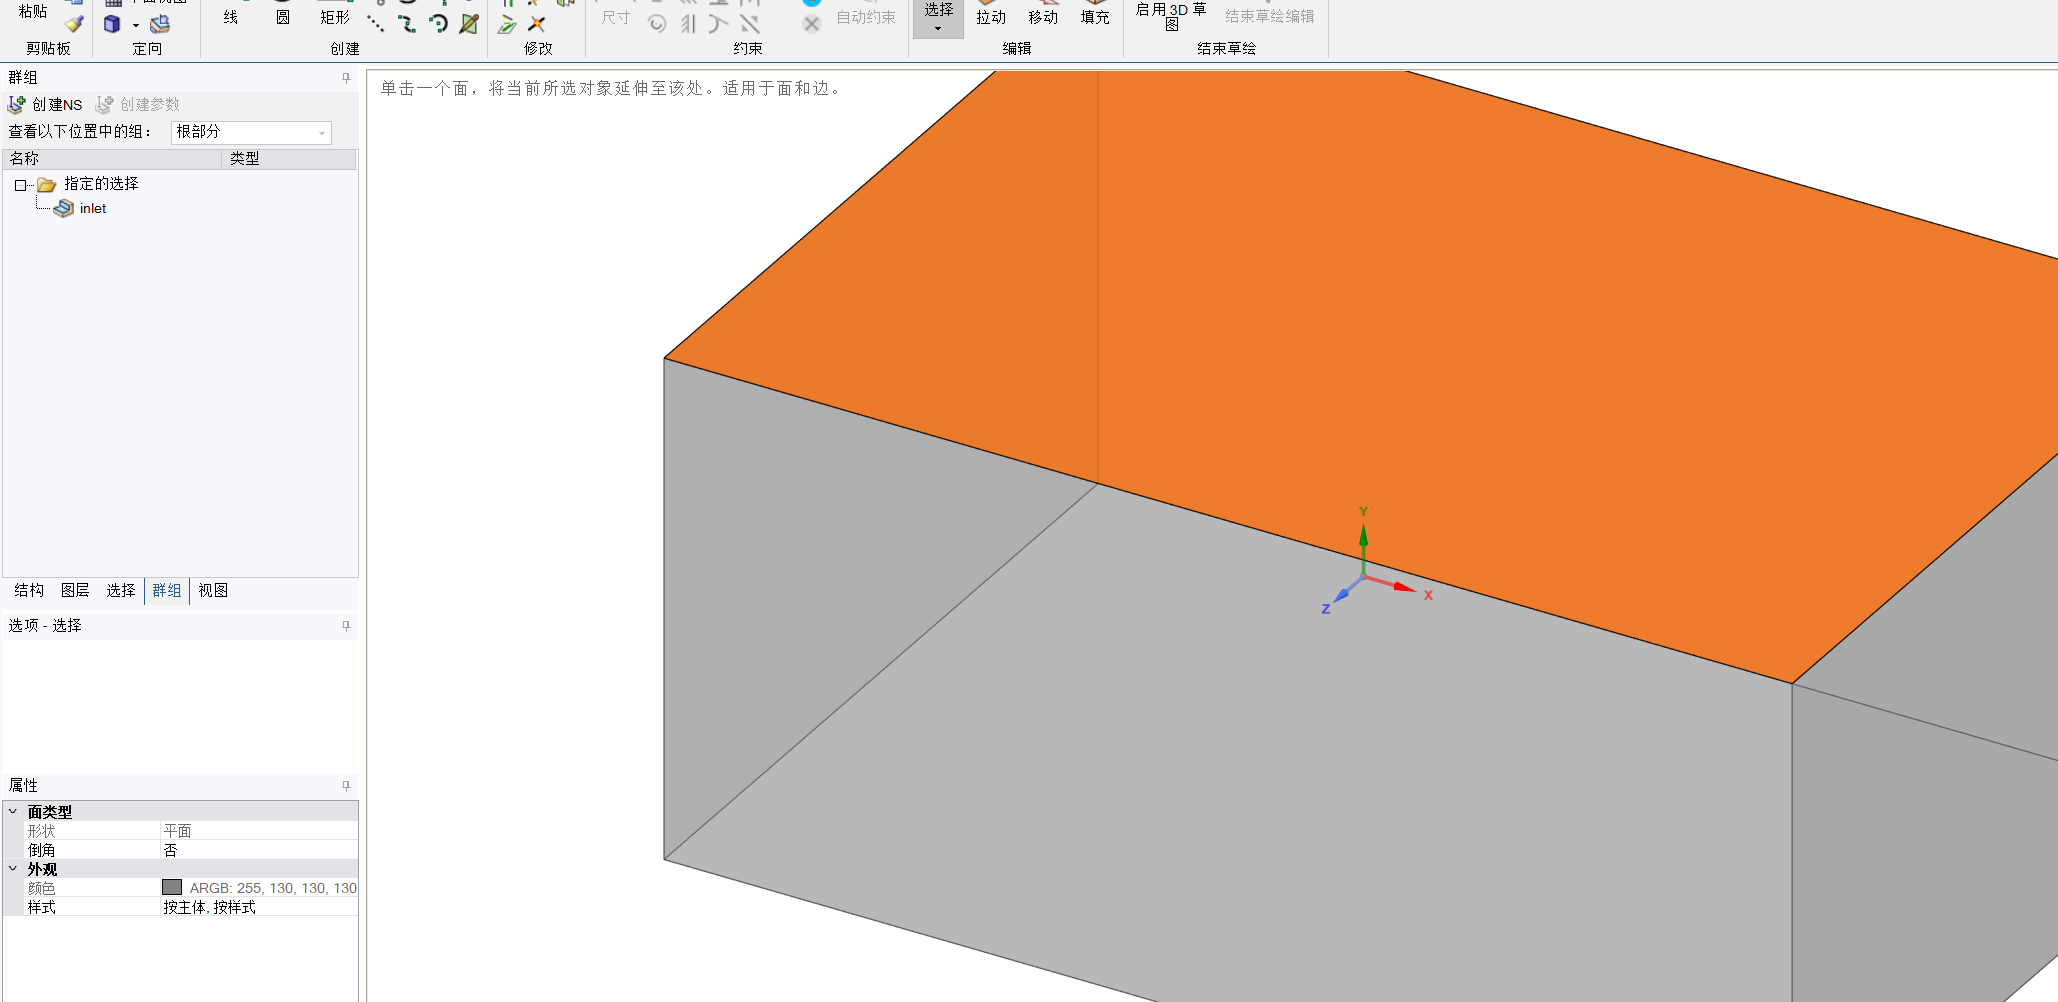 粘贴
线
圆
矩形
尺寸
自动约束
选择
拉动
移动
填充
启用 3D 草
图
结束草绘编辑
剪贴板
定向
创建
修改
约束
编辑
结束草绘
群组
创建NS
创建参数
查看以下位置中的组：
根部分
名称
类型
指定的选择
inlet
单击一个面，将当前所选对象延伸至该处。适用于面和边。
Y
X
Z
结构
图层
选择
群组
视图
选项 - 选择
属性
面类型
形状
平面
倒角
否
外观
颜色
ARGB: 255, 130, 130, 130
样式
按主体, 按样式